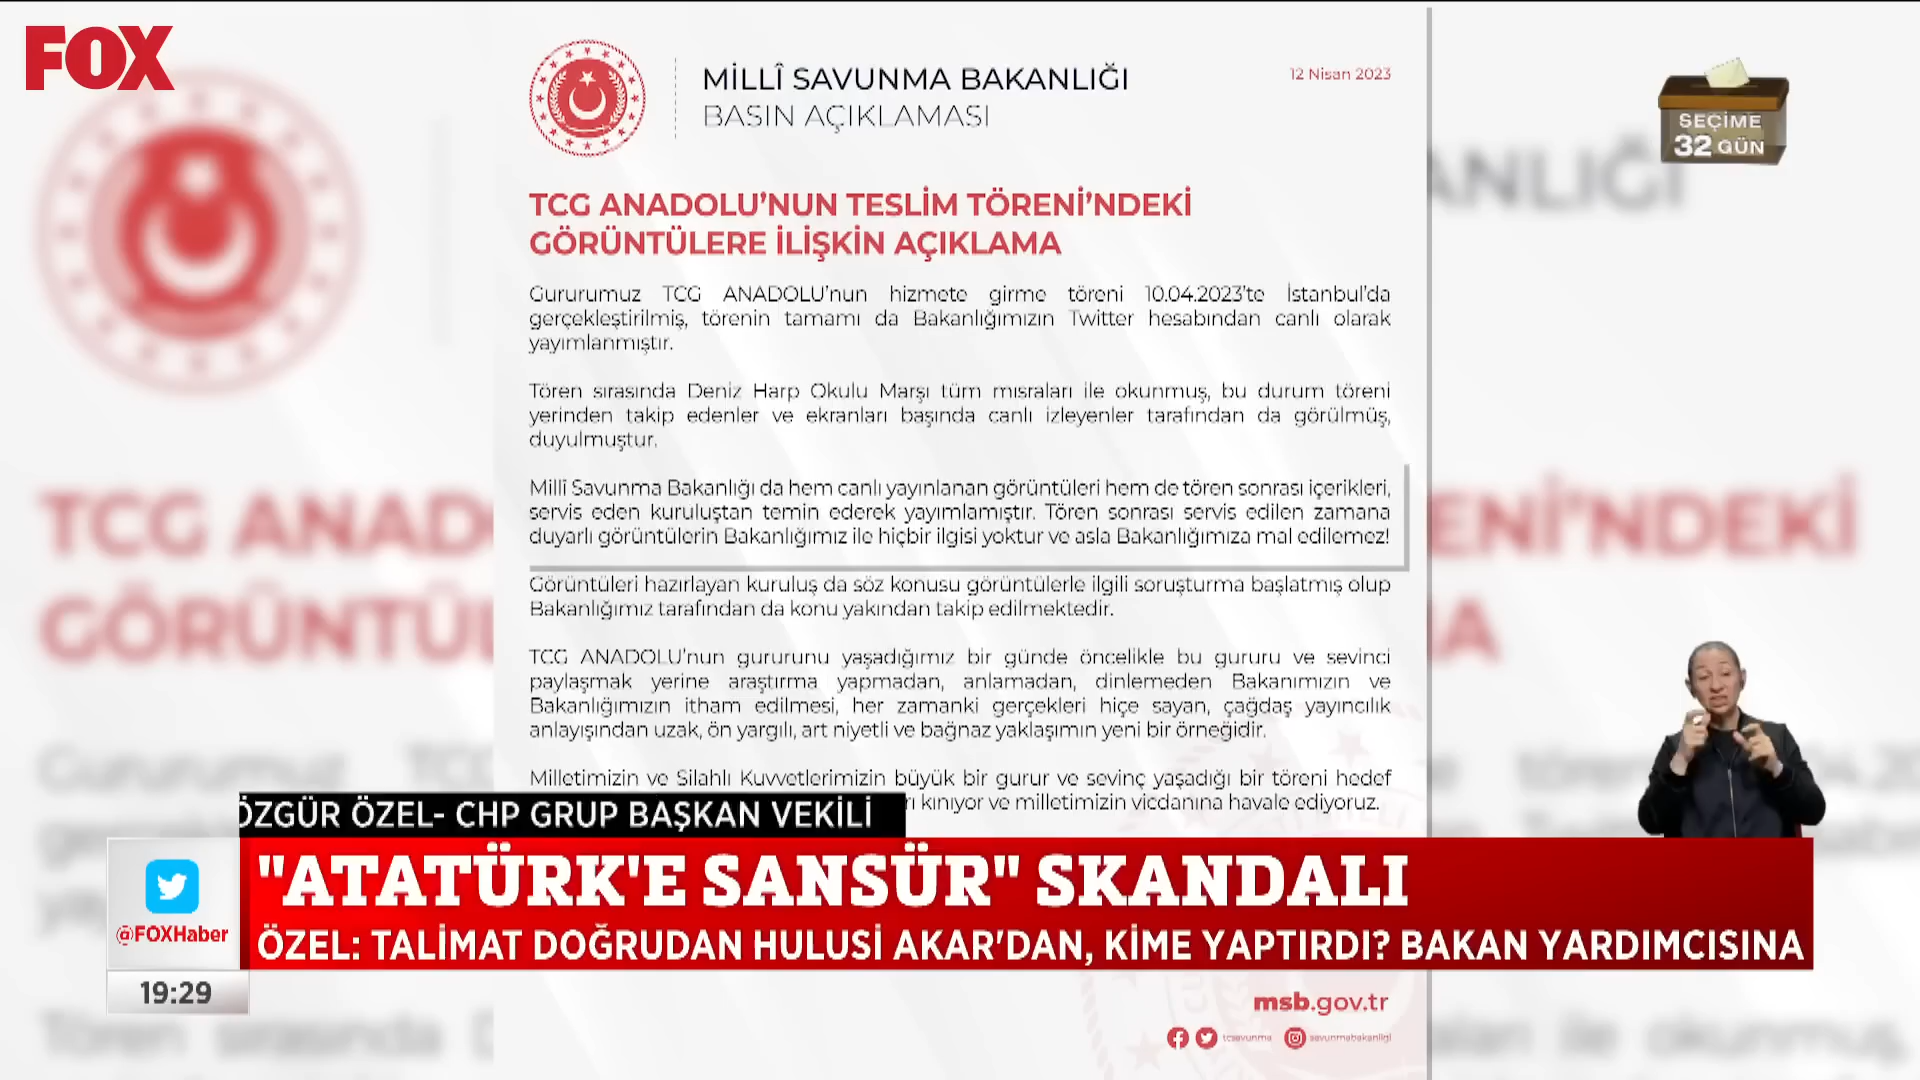 FOX
MİLLÎ SAVUNMA BAKANLIĞI
BASIN AÇIKLAMASI
12 Nisan 2023
SEÇİME
32 GÜN
TCG ANADOLU’NUN TESLİM TÖRENİ’NDEKİ
GÖRÜNTÜLERE İLİŞKİN AÇIKLAMA
Gururumuz TCG ANADOLU’nun hizmete girme töreni 10.04.2023’te İstanbul’da
gerçekleştirilmiş, törenin tamamı da Bakanlığımızın Twitter hesabından canlı olarak
yayımlanmıştır.
Tören sırasında Deniz Harp Okulu Marşı tüm mısraları ile okunmuş, bu durum töreni
yerinden takip edenler ve ekranları başında canlı izleyenler tarafından da görülmüş,
duyulmuştur.
Millî Savunma Bakanlığı da hem canlı yayınlanan görüntüleri hem de tören sonrası içerikleri,
servis eden kuruluştan temin ederek yayımlamıştır. Tören sonrası servis edilen zamana
duyarlı görüntülerin Bakanlığımız ile hiçbir ilgisi yoktur ve asla Bakanlığımıza mal edilemez!
Görüntüleri hazırlayan kuruluş da söz konusu görüntülerle ilgili soruşturma başlatmış olup
Bakanlığımız tarafından da konu yakından takip edilmektedir.
TCG ANADOLU’nun gururunu yaşadığımız bir günde öncelikle bu gururu ve sevinci
paylaşmak yerine araştırma yapmadan, anlamadan, dinlemeden Bakanımızın ve
Bakanlığımızın itham edilmesi, her zamanki gerçekleri hiçe sayan, çağdaş yayıncılık
anlayışından uzak, ön yargılı, art niyetli ve bağnaz yaklaşımın yeni bir örneğidir.
Milletimizin ve Silahlı Kuvvetlerimizin büyük bir gurur ve sevinç yaşadığı bir töreni hedef
kınıyor ve milletimizin vicdanına havale ediyoruz.
ÖZGÜR ÖZEL- CHP GRUP BAŞKAN VEKİLİ
"ATATÜRK'E SANSÜR" SKANDALI
@FOXHaber
ÖZEL: TALİMAT DOĞRUDAN HULUSİ AKAR'DAN, KİME YAPTIRDI? BAKAN YARDIMCISINA
19:29
msb.gov.tr
tcsavunma savunmabakanligi